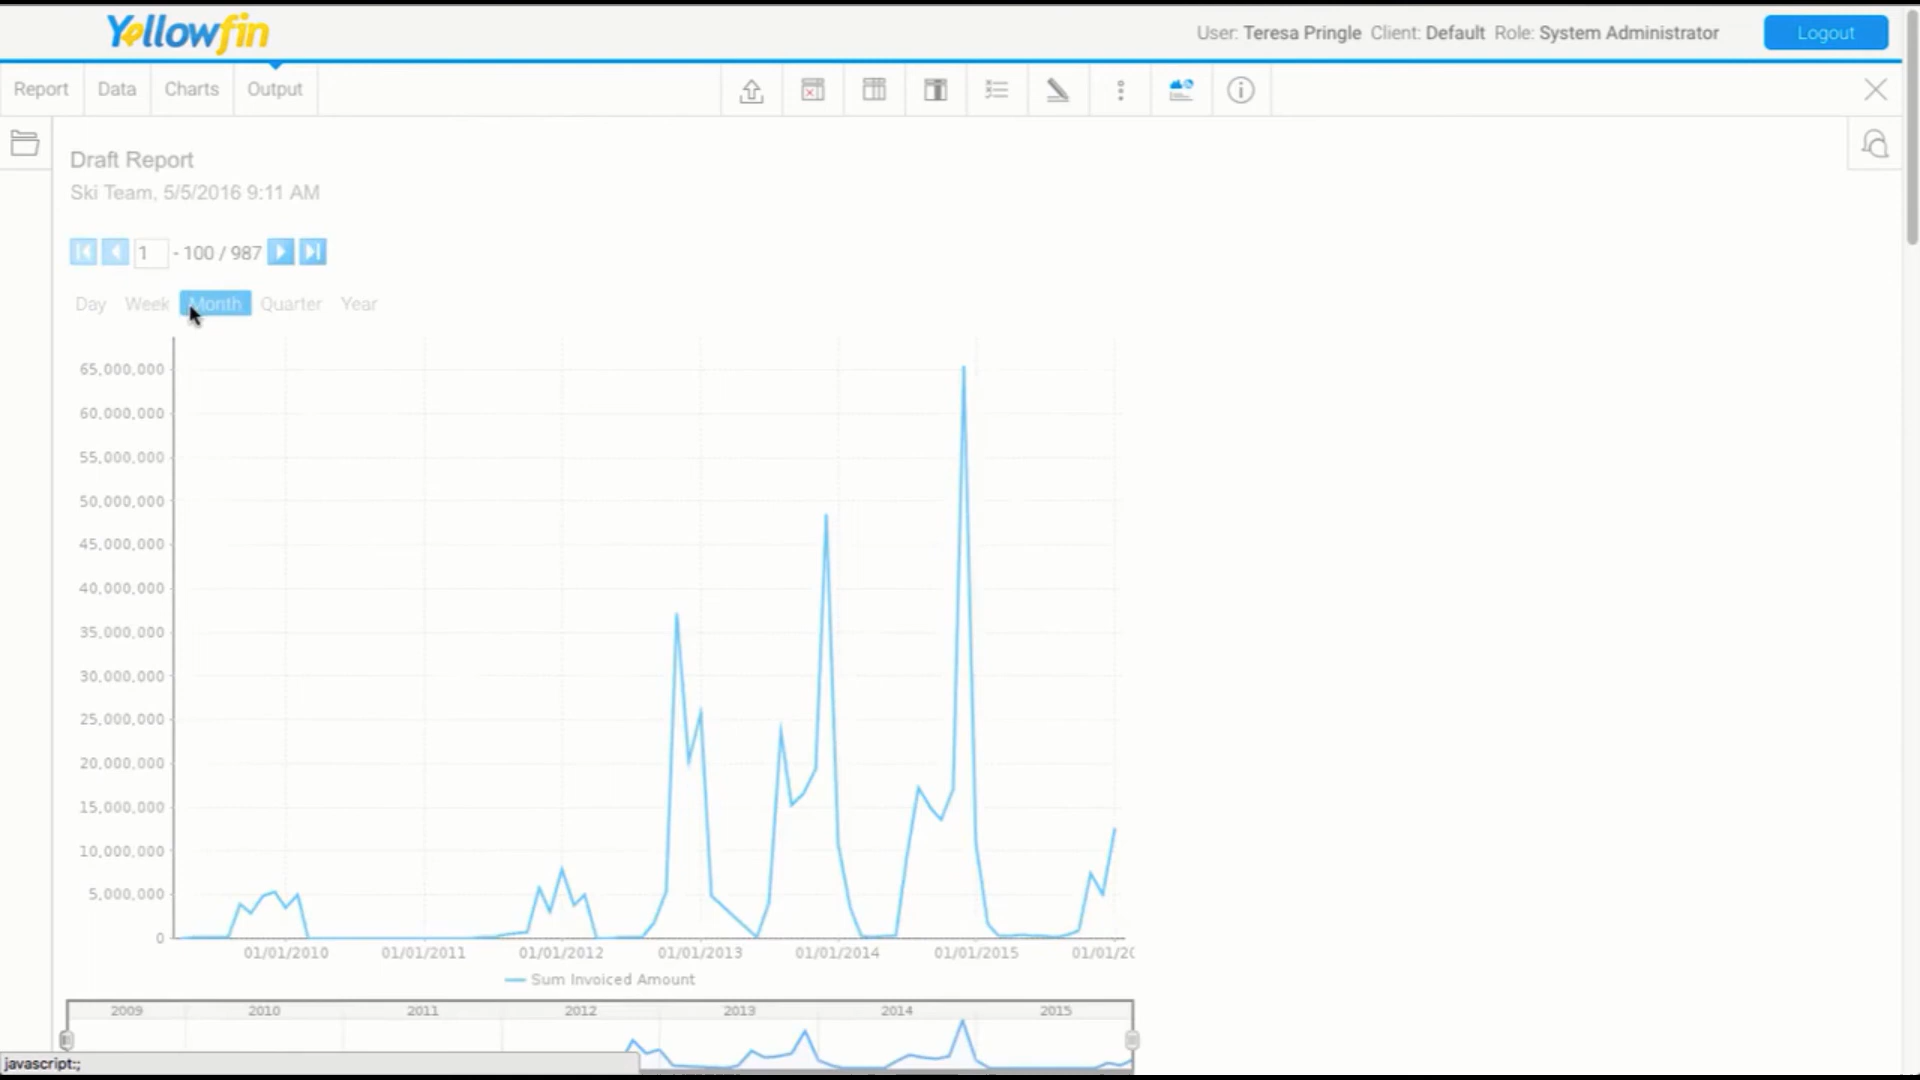 Yellowfin
User: Teresa Pringle Client: Default Role: System Administrator
Logout
Report Data Charts Output
Draft Report
Ski Team, 5/5/2016 9:11 AM
1 - 100 / 987
Day Week Month Quarter Year
65,000,000
60,000,000
55,000,000
50,000,000
45,000,000
40,000,000
35,000,000
30,000,000
25,000,000
20,000,000
15,000,000
10,000,000
5,000,000
0
01/01/2010 01/01/2011 01/01/2012 01/01/2013 01/01/2014 01/01/2015 01/01/20
Sum Invoiced Amount
2009 2010 2011 2012 2013 2014 2015
javascript:;